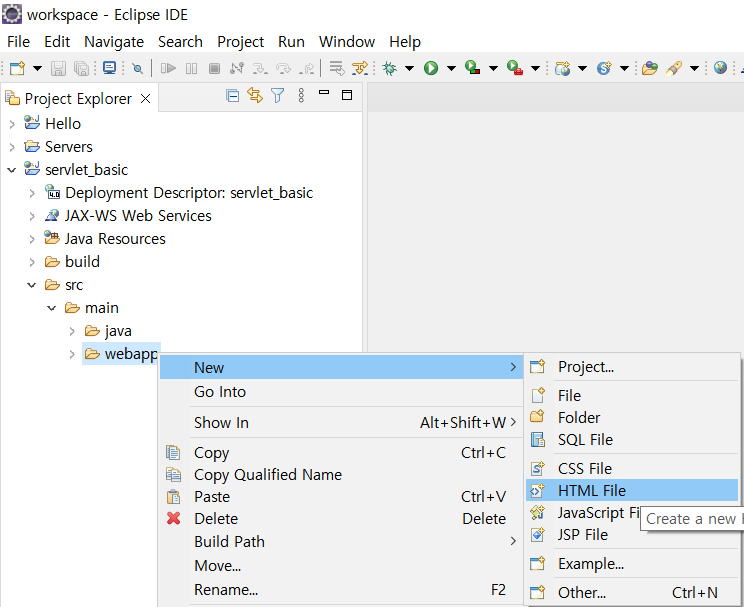 workspace - Eclipse IDE
File Edit Navigate Search Project Run Window Help
Project Explorer
Hello
Servers
servlet_basic
Deployment Descriptor: servlet_basic
JAX-WS Web Services
Java Resources
build
src
main
java
webapp
New
Go Into
Show In Alt+Shift+W
Copy Ctrl+C
Copy Qualified Name
Paste Ctrl+V
Delete Delete
Build Path
Move...
Rename... F2
Project...
File
Folder
SQL File
CSS File
HTML File
JavaScript Fi
Create a new
JSP File
Example...
Other... Ctrl+N